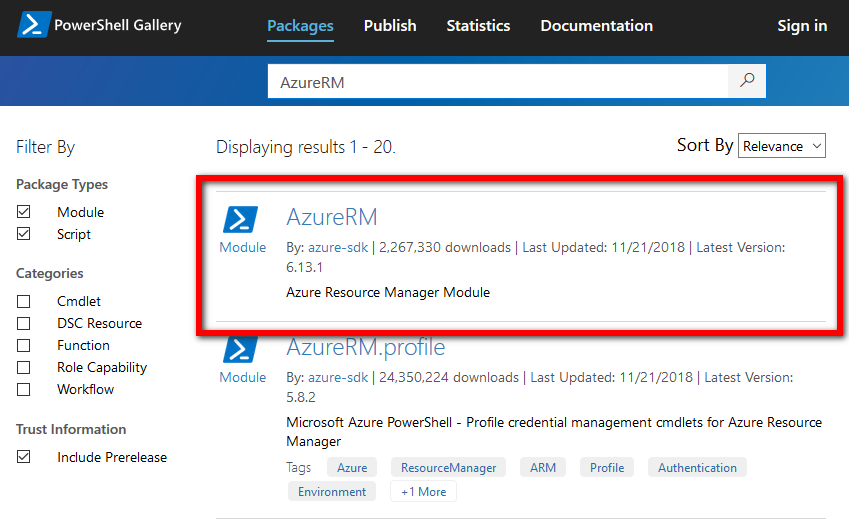 PowerShell Gallery
Packages
Publish
Statistics
Documentation
Sign in
AzureRM
Filter By
Package Types
Module
Script
Categories
Cmdlet
DSC Resource
Function
Role Capability
Workflow
Trust Information
Include Prerelease
Displaying results 1 - 20.
Sort By Relevance
AzureRM
Module
By: azure-sdk | 2,267,330 downloads | Last Updated: 11/21/2018 | Latest Version:
6.13.1
Azure Resource Manager Module
AzureRM.profile
Module
By: azure-sdk | 24,350,224 downloads | Last Updated: 11/21/2018 | Latest Version:
5.8.2
Microsoft Azure PowerShell - Profile credential management cmdlets for Azure Resource
Manager
Tags Azure ResourceManager ARM Profile Authentication
Environment +1 More